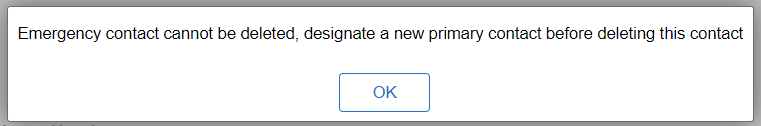 Emergency contact cannot be deleted, designate a new primary contact before deleting this contact
OK